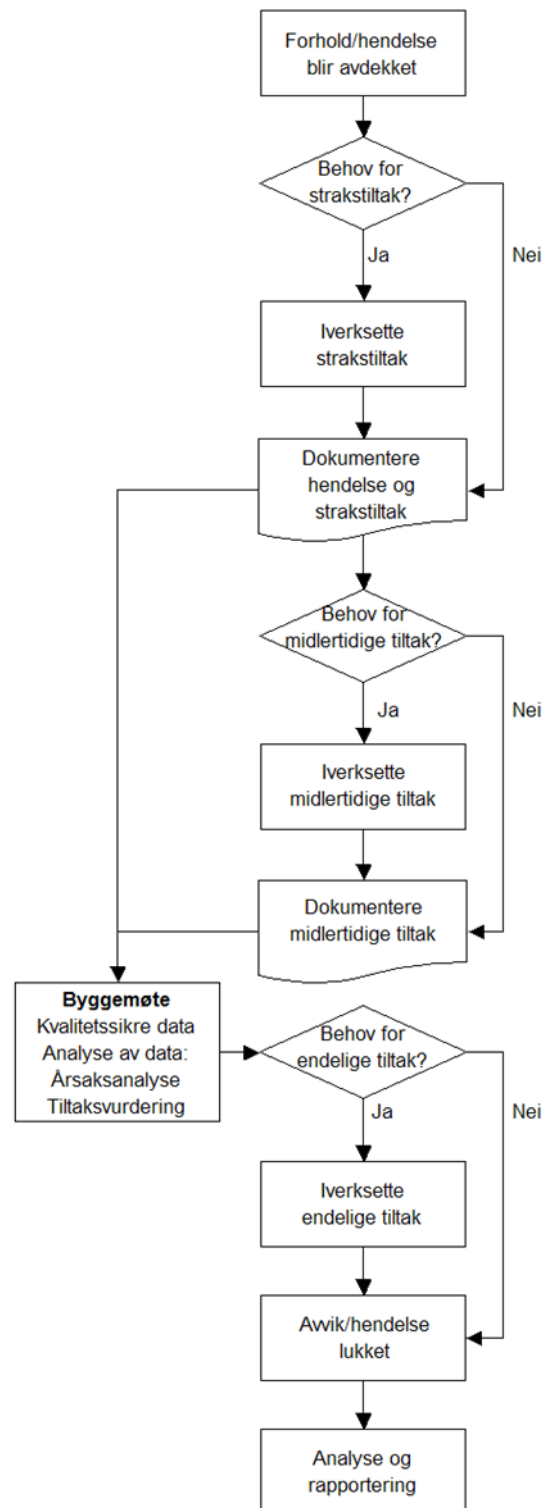 Forhold/hendelse
blir avdekket
Behov for
strakstiltak?
Ja
Nei
Iverksette
strakstiltak
Dokumentere
hendelse og
strakstiltak
Behov for
midlertidige tiltak?
Ja
Nei
Iverksette
midlertidige tiltak
Dokumentere
midlertidige tiltak
Byggemøte
Kvalitetssikre data
Analyse av data:
Årsaksanalyse
Tiltaksvurdering
Behov for
endelige tiltak?
Ja
Nei
Iverksette
endelige tiltak
Avvik/hendelse
lukket
Analyse og
rapportering